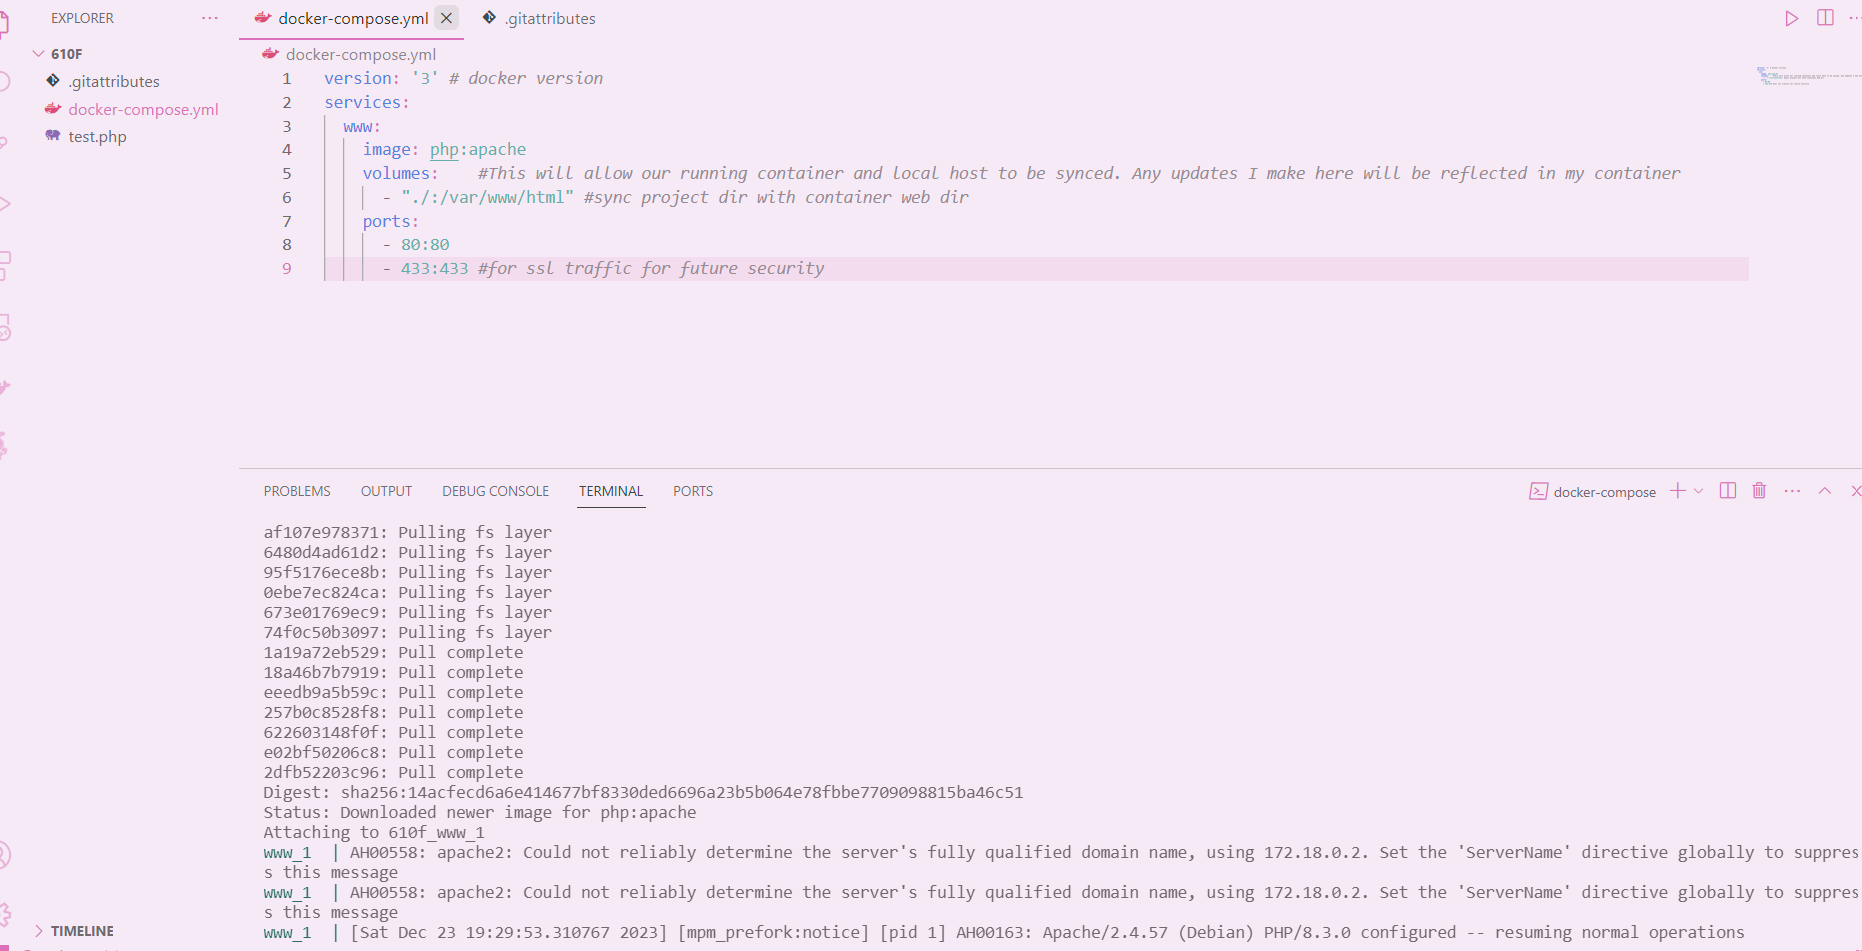 EXPLORER
610F
.gitattributes
docker-compose.yml
test.php
TIMELINE
docker-compose.yml
.gitattributes
docker-compose.yml
1 version: '3' # docker version
2 services:
3 www:
4 image: php:apache
5 volumes: #This will allow our running container and local host to be synced. Any updates I make here will be reflected in my container
6 - "./:/var/www/html" #sync project dir with container web dir
7 ports:
8 - 80:80
9 - 433:433 #for ssl traffic for future security
PROBLEMS OUTPUT DEBUG CONSOLE TERMINAL PORTS docker-compose
af107e978371: Pulling fs layer
6480d4ad61d2: Pulling fs layer
95f5176ece8b: Pulling fs layer
0ebe7ec824ca: Pulling fs layer
673e01769ec9: Pulling fs layer
74f0c50b3097: Pulling fs layer
1a19a72eb529: Pull complete
18a46b7b7919: Pull complete
eeedb9a5b59c: Pull complete
257b0c8528f8: Pull complete
622603148f0f: Pull complete
e02bf50206c8: Pull complete
2dfb52203c96: Pull complete
Digest: sha256:14acfecd6a6e414677bf8330ded6696a23b5b064e78fbbe7709098815ba46c51
Status: Downloaded newer image for php:apache
Attaching to 610f_www_1
www_1 | AH00558: apache2: Could not reliably determine the server's fully qualified domain name, using 172.18.0.2. Set the 'ServerName' directive globally to suppres
s this message
www_1 | AH00558: apache2: Could not reliably determine the server's fully qualified domain name, using 172.18.0.2. Set the 'ServerName' directive globally to suppres
s this message
www_1 | [Sat Dec 23 19:29:53.310767 2023] [mpm_prefork:notice] [pid 1] AH00163: Apache/2.4.57 (Debian) PHP/8.3.0 configured -- resuming normal operations